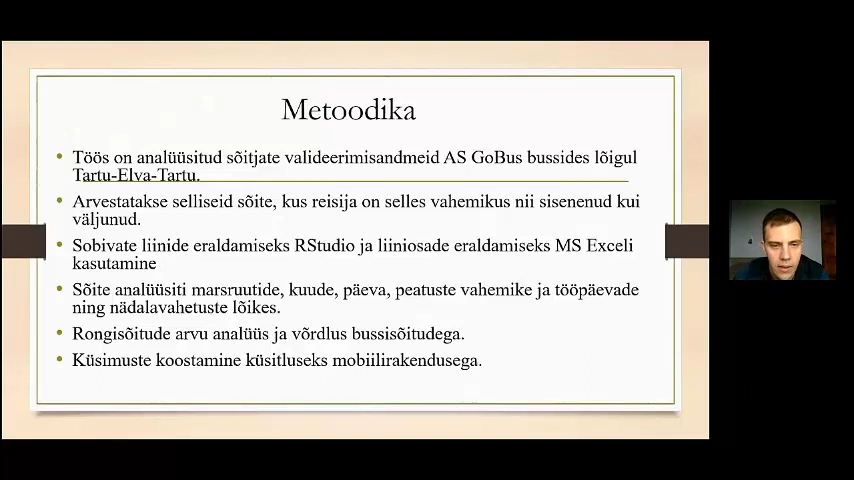 Metoodika
Töös on analüüsitud sõitjate valideerimisandmeid AS GoBus bussides lõigul
Tartu-Elva-Tartu.
Arvestatakse selliseid sõite, kus reisija on selles vahemikus nii sisenenud kui
väljunud.
Sobivate liinide eraldamiseks RStudio ja liiniosade eraldamiseks MS Exceli
kasutamine
Sõite analüüsiti marsruutide, kuude, päeva, peatuste vahemike ja tööpäevade
ning nädalavahetuste lõikes.
Rongisõitude arvu analüüs ja võrdlus bussisõitudega.
Küsimuste koostamine küsitluseks mobiilirakendusega.